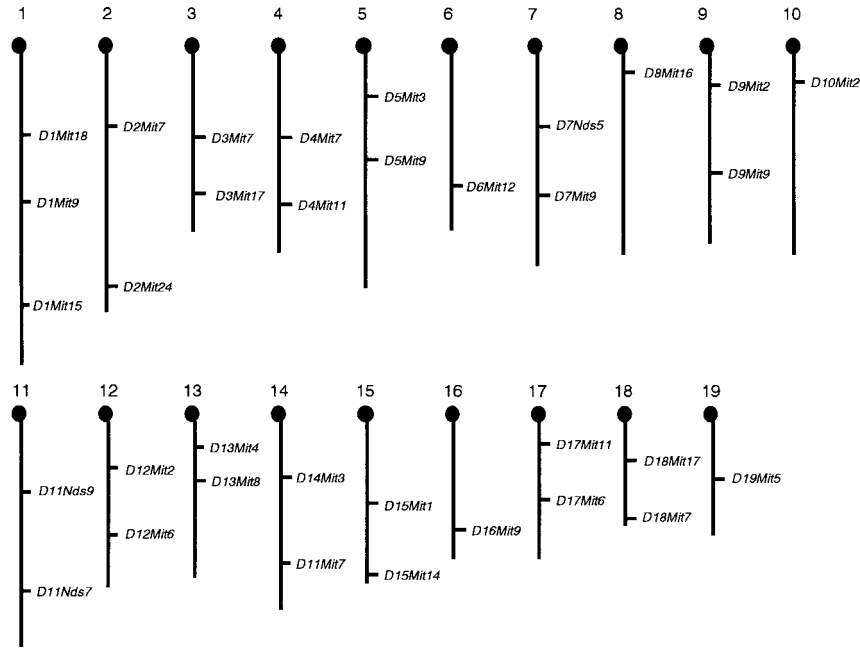 1 2 3 4 5 6 7 8 9 10
D8Mit16
D10Mit2
D9Mit2
D5Mit3
D2Mit7
D7Nds5
D1Mit18
D3Mit7
D4Mit7
D5Mit9
D9Mit9
D6Mit12
D3Mit17
D7Mit9
D1Mit9
D4Mit11
D2Mit24
D1Mit15
11 12 13 14 15 16 17 18 19
D17Mit11
D13Mit4
D18Mit17
D12Mit2
D14Mit3
D19Mit5
D13Mit8
D11Nds9
D17Mit6
D15Mit1
D18Mit7
D16Mit9
D12Mit6
D11Mit7
D15Mit14
D11Nds7